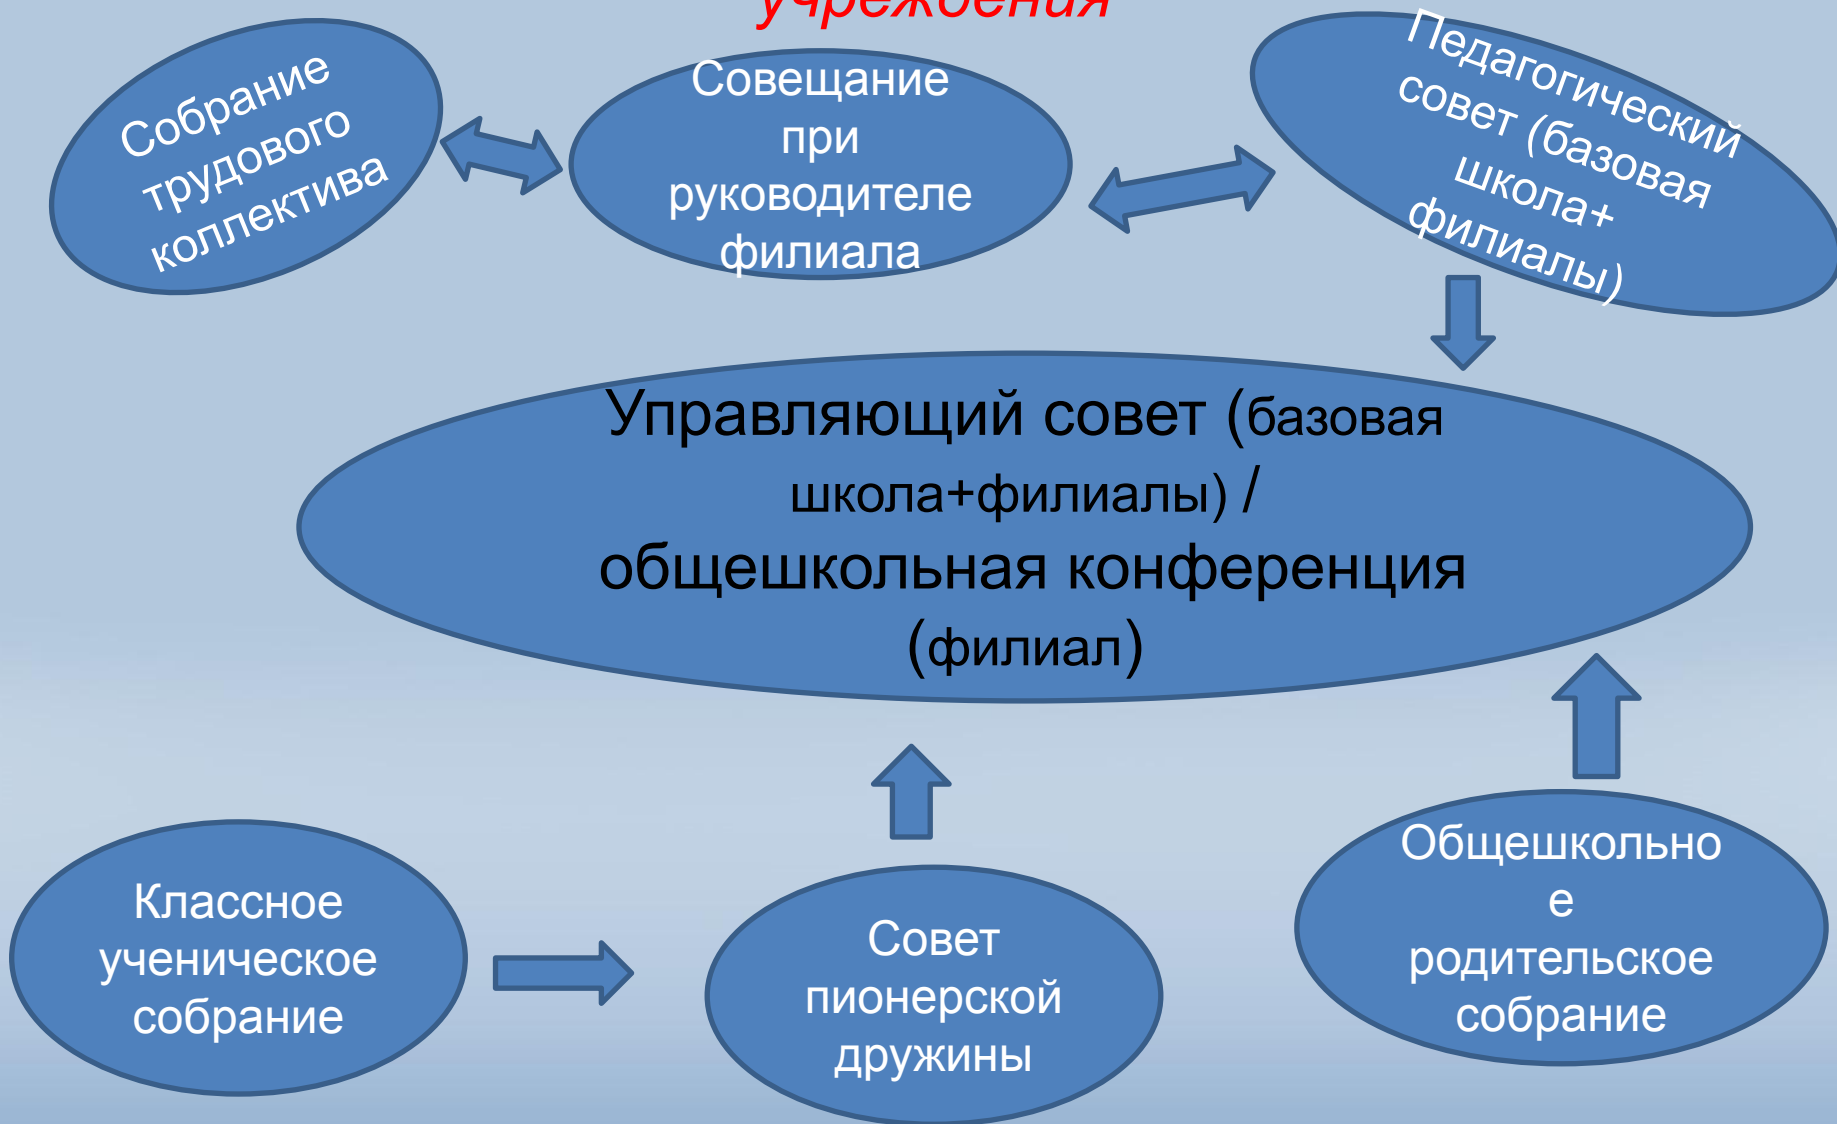 учреждения
Собрание
трудового
коллектива
Совещание
при
руководителе
филиала
Педагогический
совет (базовая
школа+
филиалы)
Управляющий совет (базовая
школа+филиалы) /
общешкольная конференция
(филиал)
Классное
ученическое
собрание
Совет
пионерской
дружины
Общешкольно
е
родительское
собрание